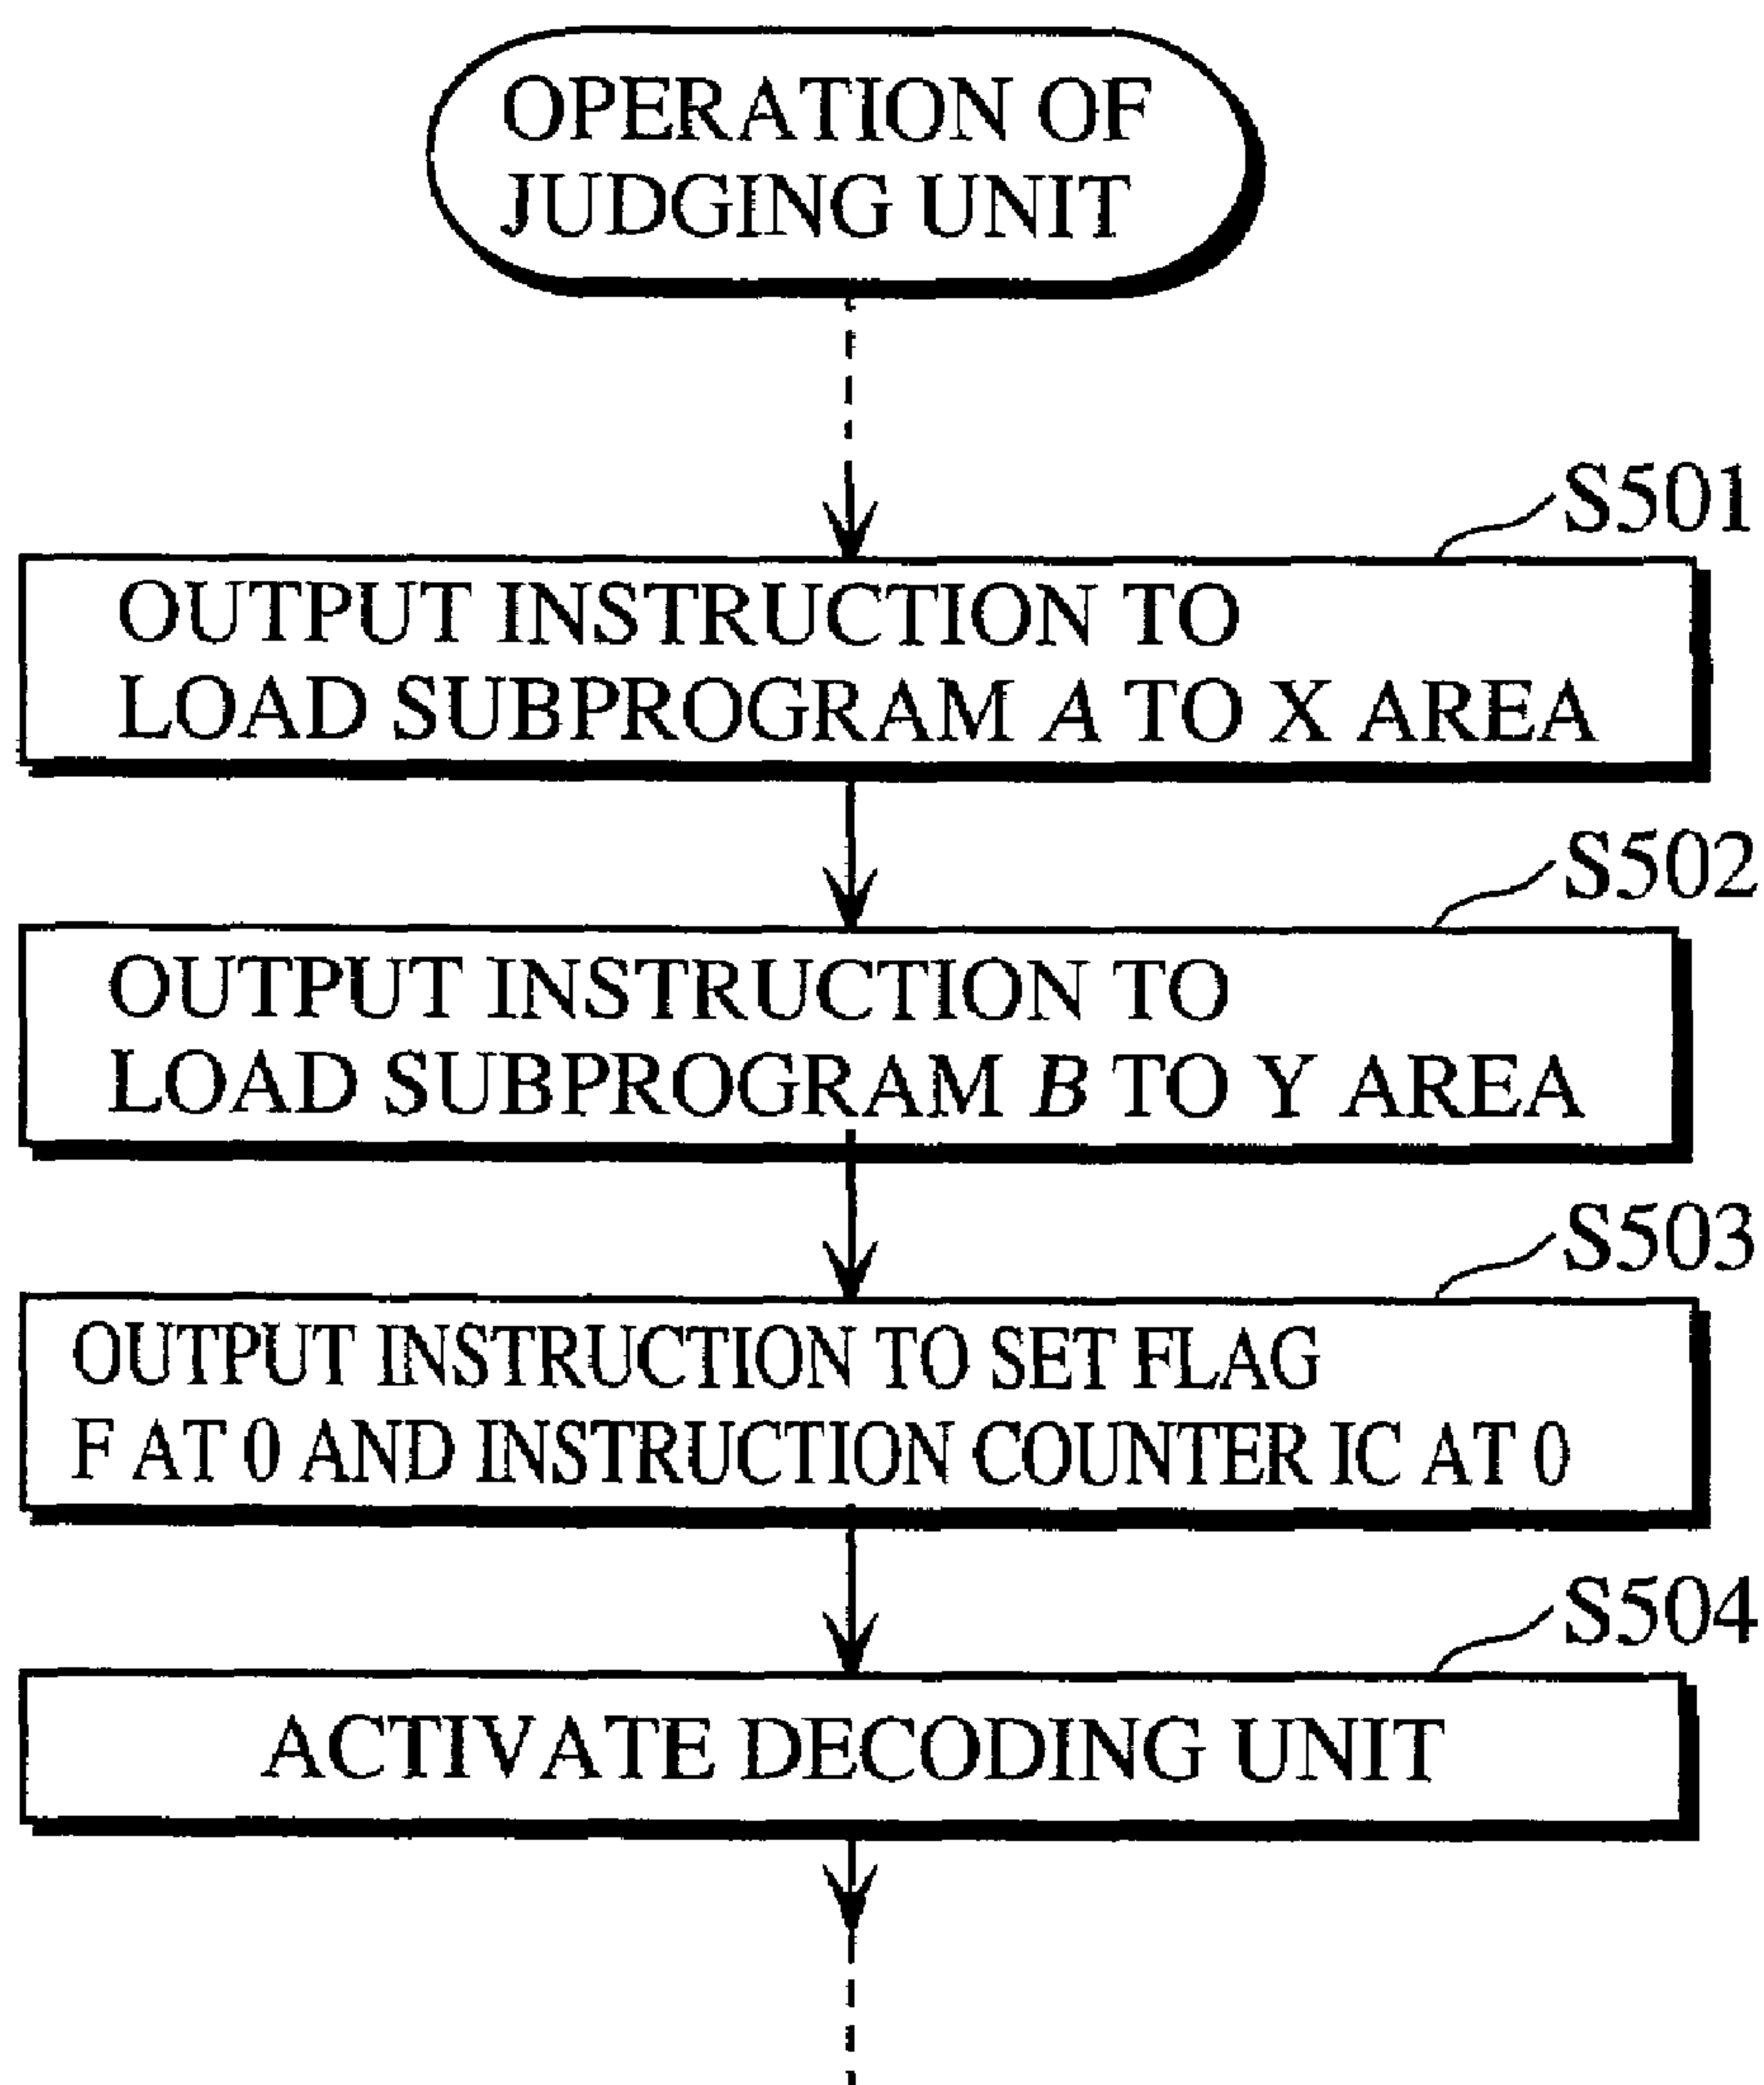 OPERATION OF
JUDGING UNIT
S501
OUTPUT INSTRUCTION TO
LOAD SUBPROGRAM A TO X AREA
S502
OUTPUT INSTRUCTION TO
LOAD SUBPROGRAM B TO Y AREA
S503
OUTPUT INSTRUCTION TO SET FLAG
F AT 0 AND INSTRUCTION COUNTER IC AT 0
S504
ACTIVATE DECODING UNIT